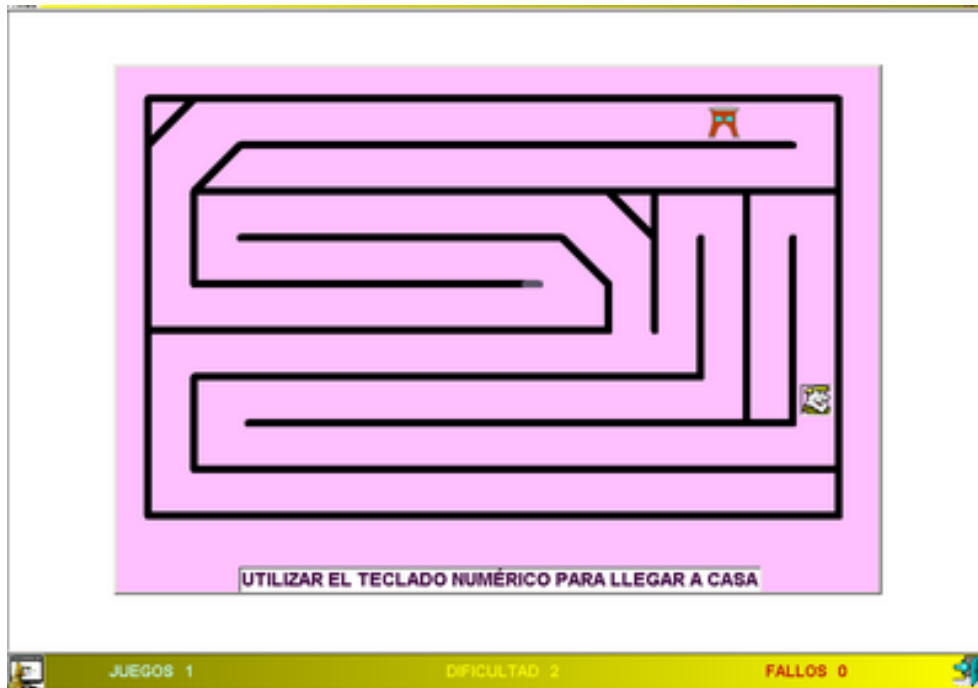 UTILIZAR EL TECLADO NUMÉRICO PARA LLEGAR A CASA
JUEGOS 1
DIFICULTAD 2
FALLOS 0